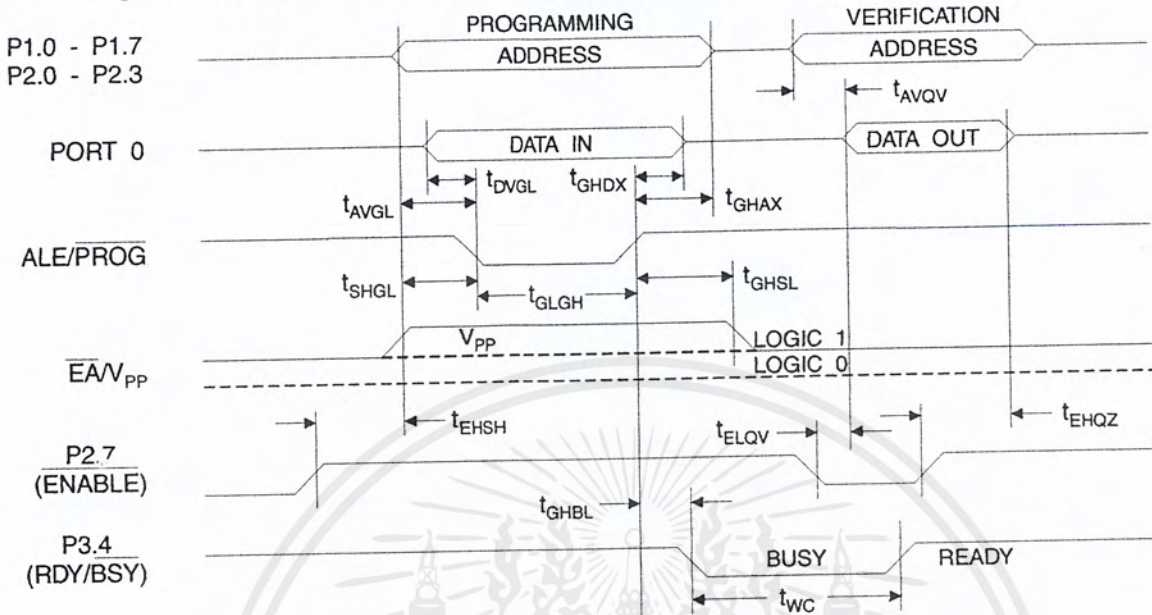 PROGRAMMING
VERIFICATION
P1.0 - P1.7
P2.0 - P2.3
ADDRESS
ADDRESS
tAVQV
PORT 0
DATA IN
DATA OUT
tDVGL
tGHDX
tAVGL
tGHAX
ALE/PROG
tSHGL
tGLGH
tGHSL
VPP
LOGIC 1
LOGIC 0
EA/VPP
tEHSH
tELQV
tEHQZ
P2.7
(ENABLE)
tGHBL
P3.4
(RDY/BSY)
BUSY
READY
tWC